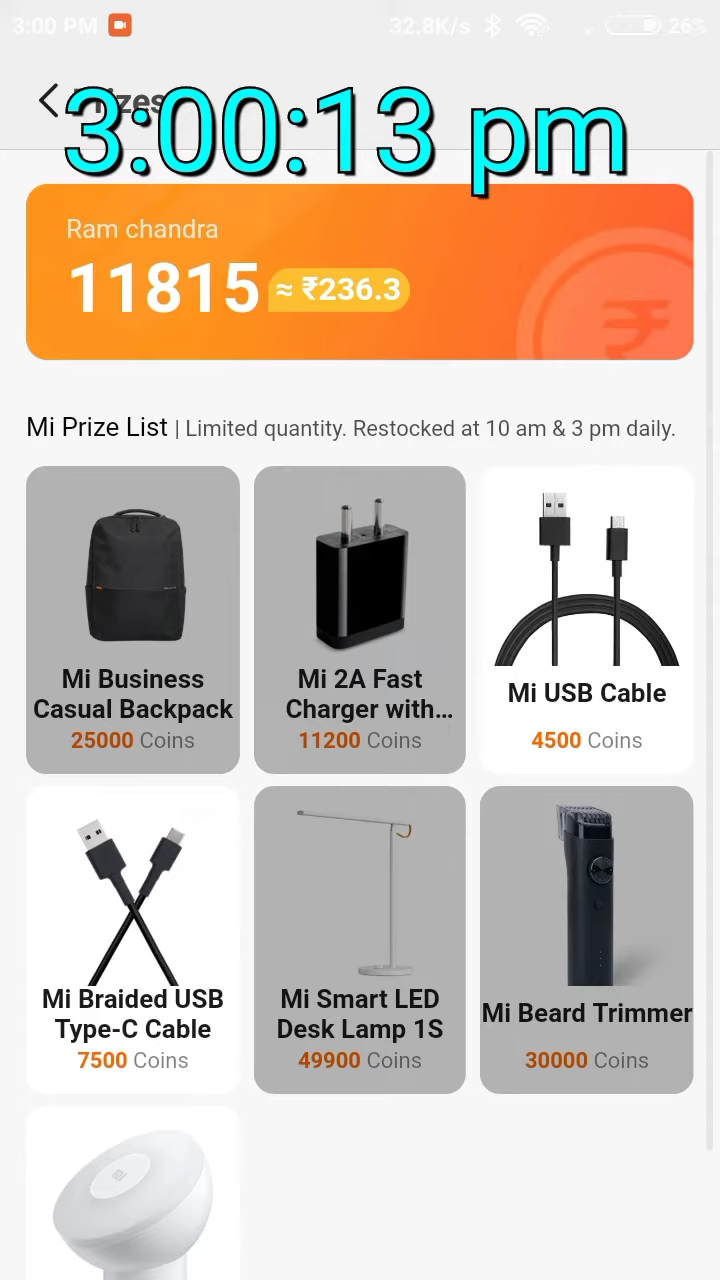 3:00 PM
32.8K/s
26%
Prizes
3:00:13 pm
Ram chandra
11815 ≈ ₹236.3
Mi Prize List | Limited quantity. Restocked at 10 am & 3 pm daily.
Mi Business
Casual Backpack
25000 Coins
Mi 2A Fast
Charger with...
11200 Coins
Mi USB Cable
4500 Coins
Mi Braided USB
Type-C Cable
7500 Coins
Mi Smart LED
Desk Lamp 1S
49900 Coins
Mi Beard Trimmer
30000 Coins